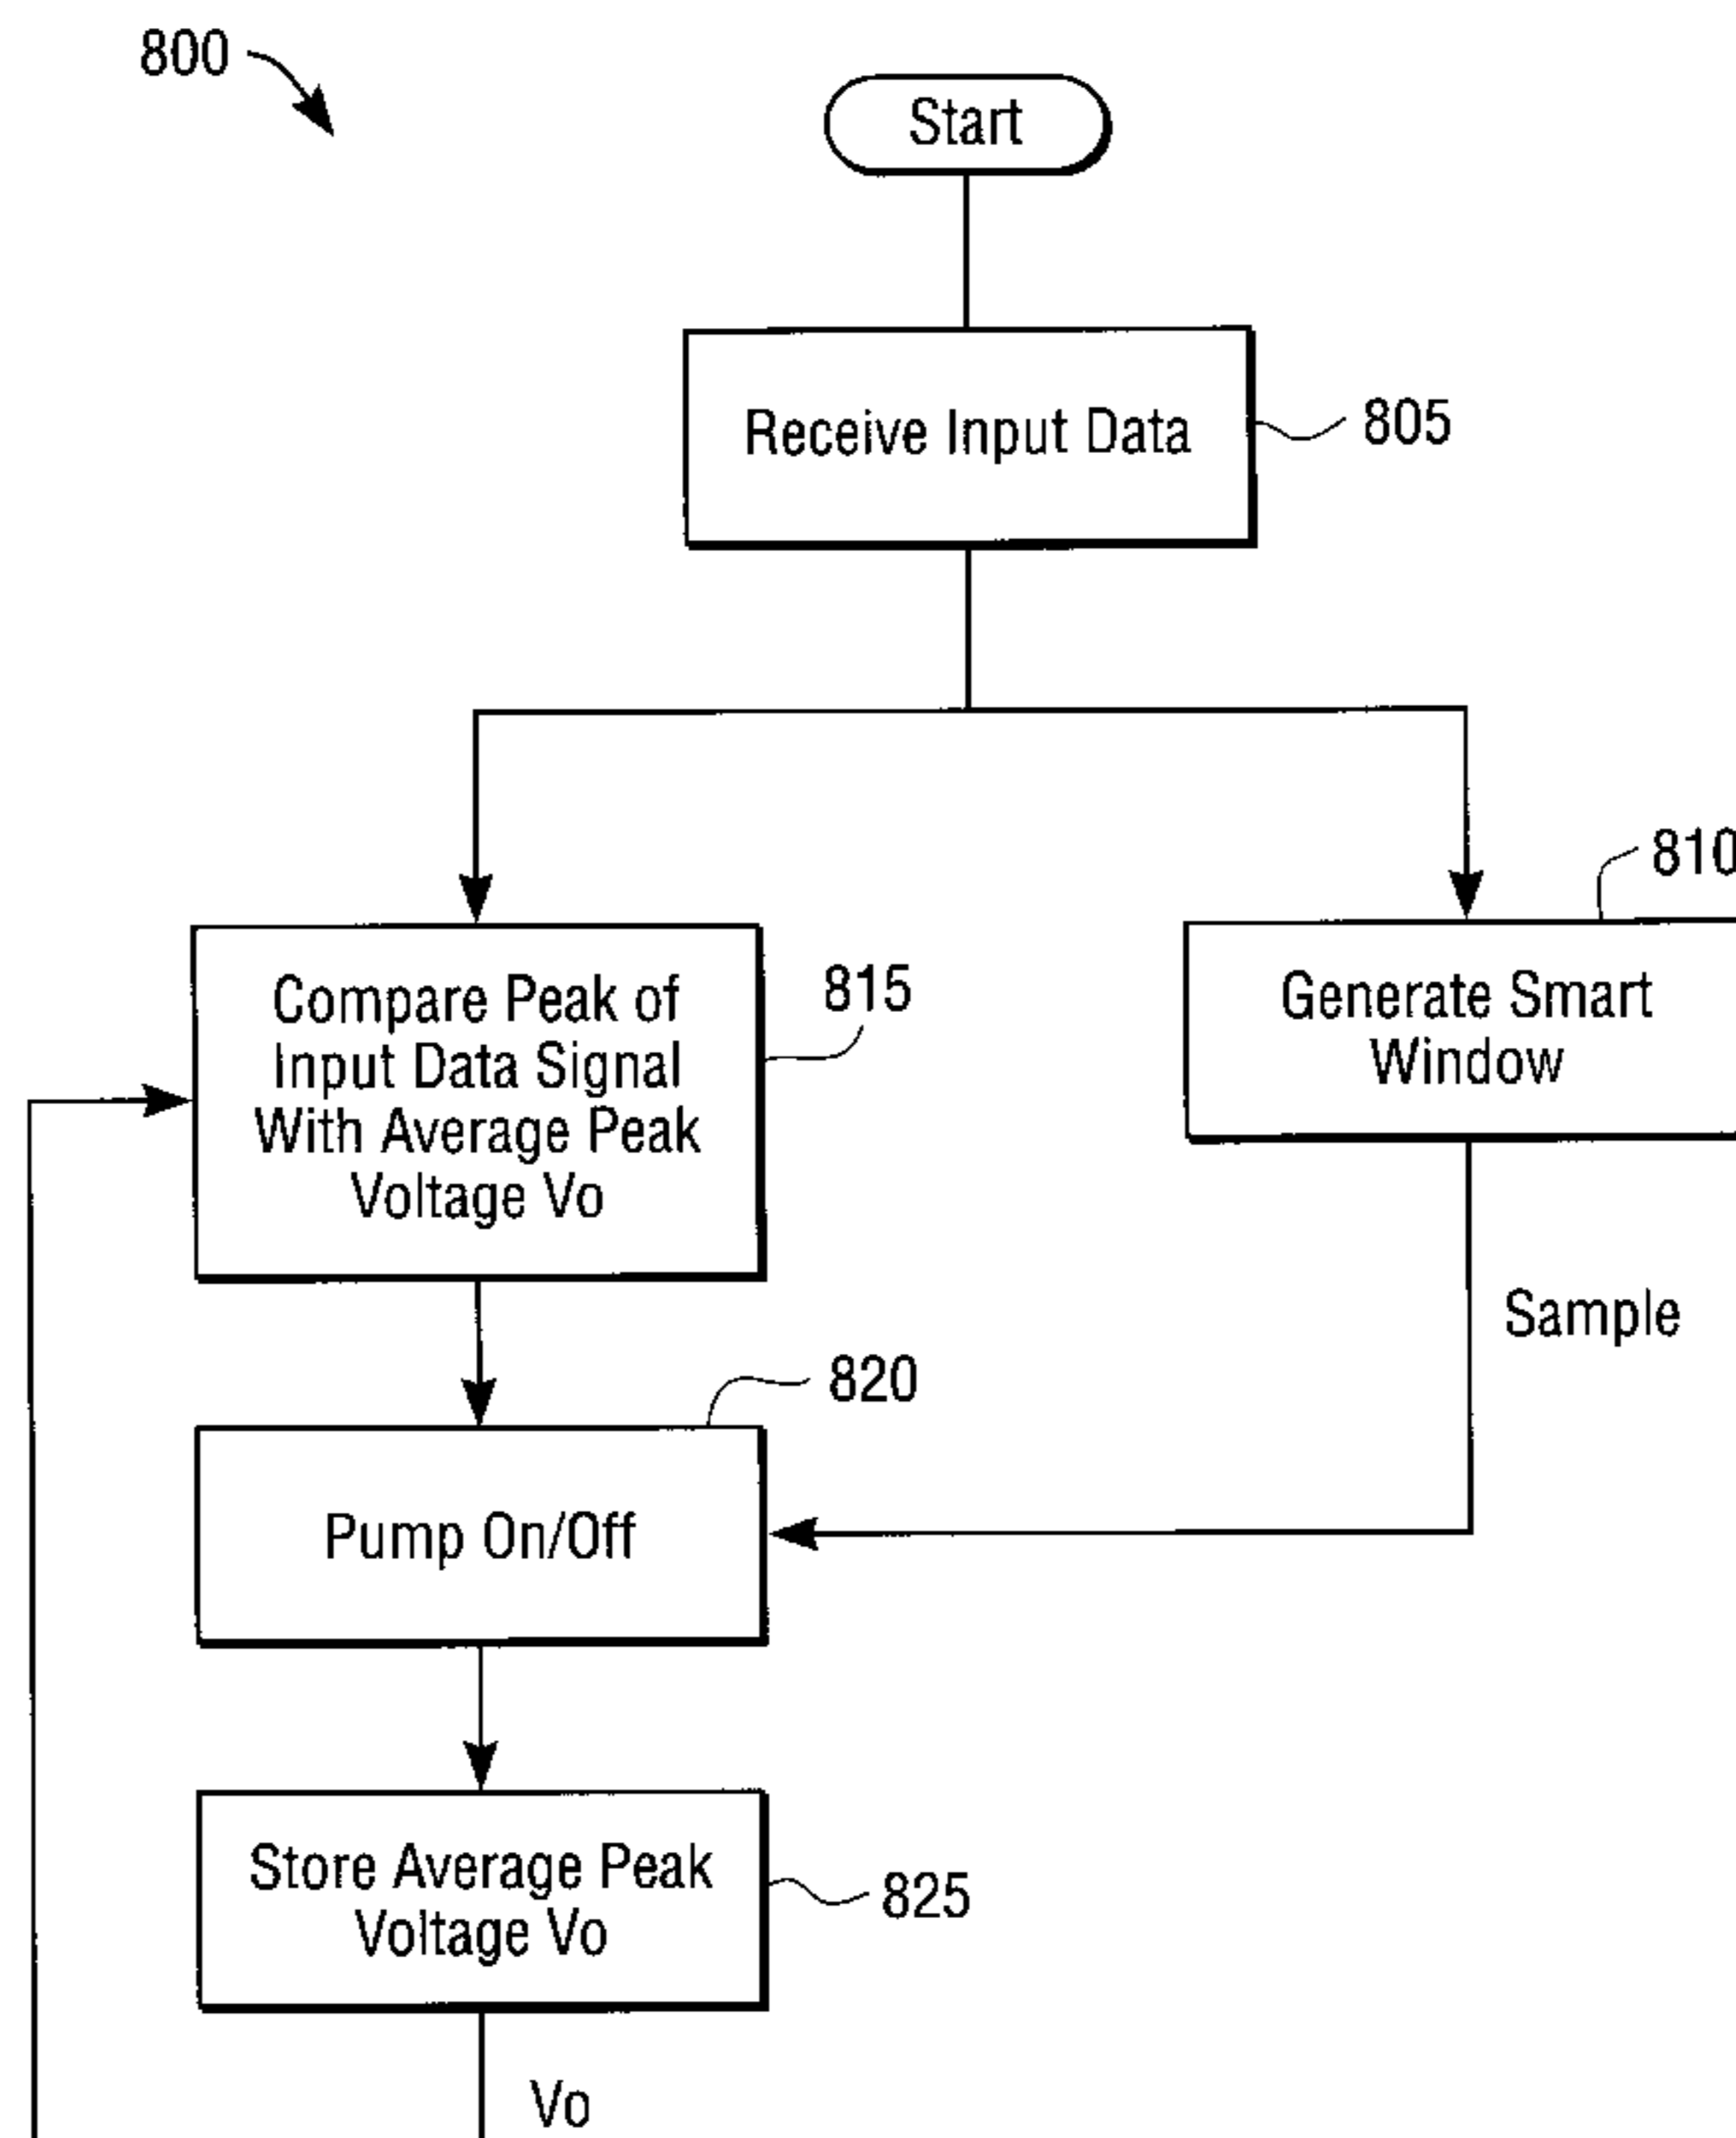 800
Start
Receive Input Data
805
810
Compare Peak of
Input Data Signal
With Average Peak
Voltage Vo
815
Generate Smart
Window
Sample
820
Pump On/Off
Store Average Peak
Voltage Vo
825
Vo